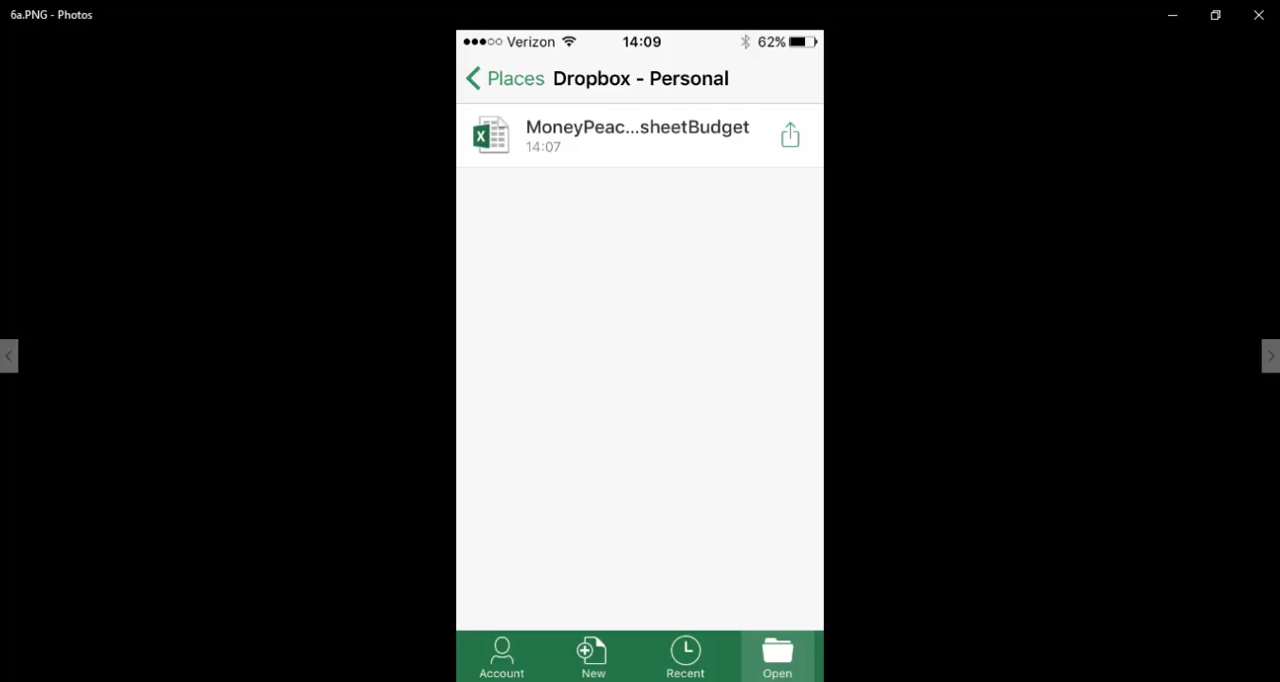 6a.PNG - Photos
Verizon 14:09 62%
Places Dropbox - Personal
MoneyPeac...sheetBudget
14:07
Account New Recent Open